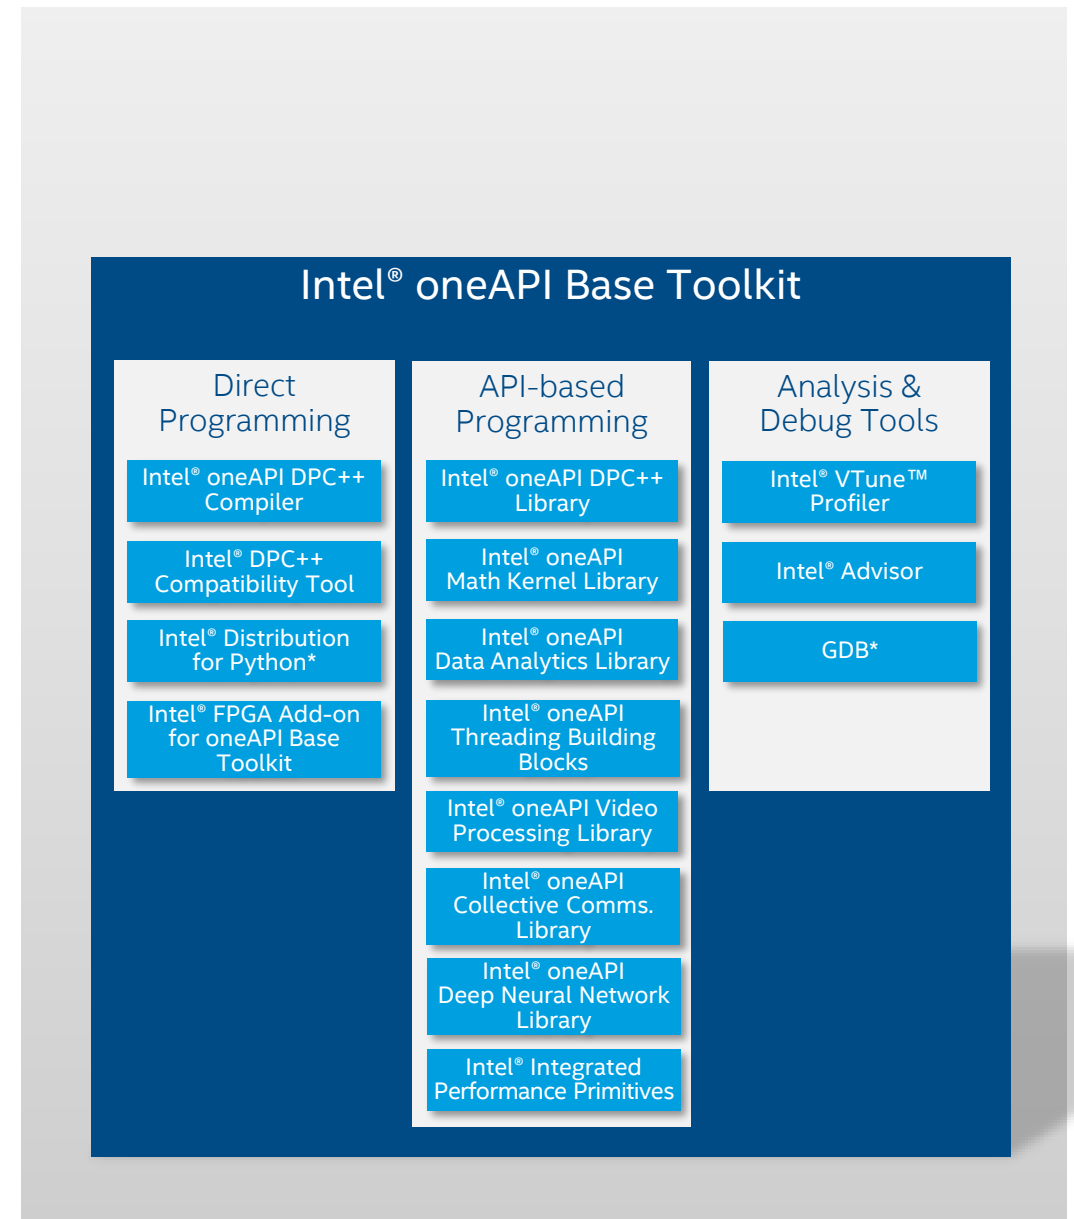 Intel® oneAPI Base Toolkit
Direct
Programming
Intel® oneAPI DPC++
Compiler
Intel® DPC++
Compatibility Tool
Intel® Distribution
for Python*
Intel® FPGA Add-on
for oneAPI Base
Toolkit
API-based
Programming
Intel® oneAPI DPC++
Library
Intel® oneAPI
Math Kernel Library
Intel® oneAPI
Data Analytics Library
Intel® oneAPI
Threading Building
Blocks
Intel® oneAPI Video
Processing Library
Intel® oneAPI
Collective Comms.
Library
Intel® oneAPI
Deep Neural Network
Library
Intel® Integrated
Performance Primitives
Analysis &
Debug Tools
Intel® VTune™
Profiler
Intel® Advisor
GDB*